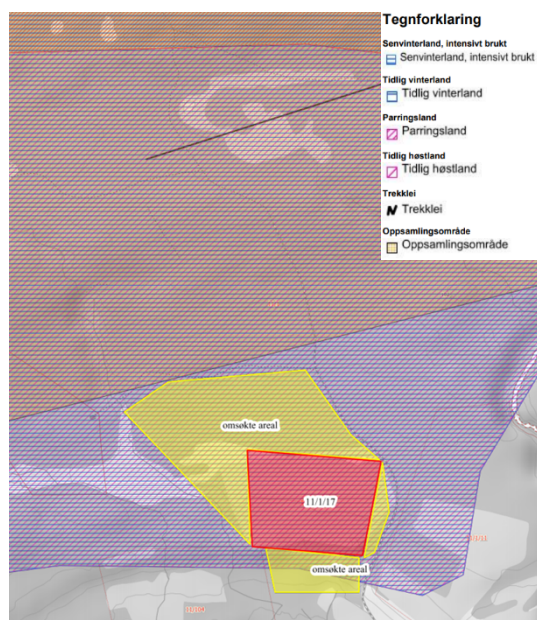 Tegnforklaring
Senvinterland, intensivt brukt
Senvinterland, intensivt brukt
Tidlig vinterland
Tidlig vinterland
Parringsland
Parringsland
Tidlig høstland
Tidlig høstland
Trekklei
Trekklei
Oppsamlingsområde
Oppsamlingsområde
omsøkte areal
11/1/17
omsøkte areal